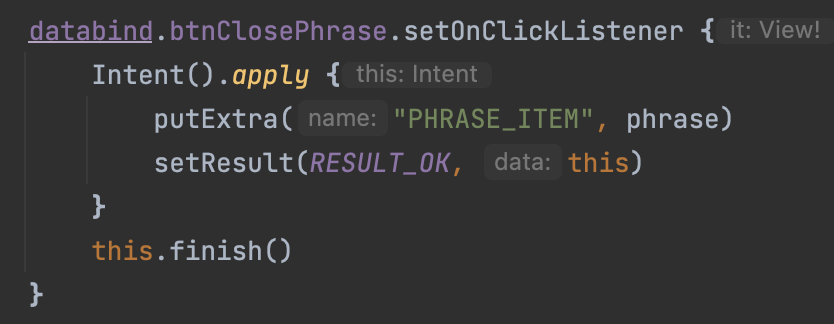 databind.btnClosePhrase.setOnClickListener { it: View!
Intent().apply { this: Intent
putExtra( name: "PHRASE_ITEM", phrase)
setResult(RESULT_OK, data: this)
}
this.finish()
}